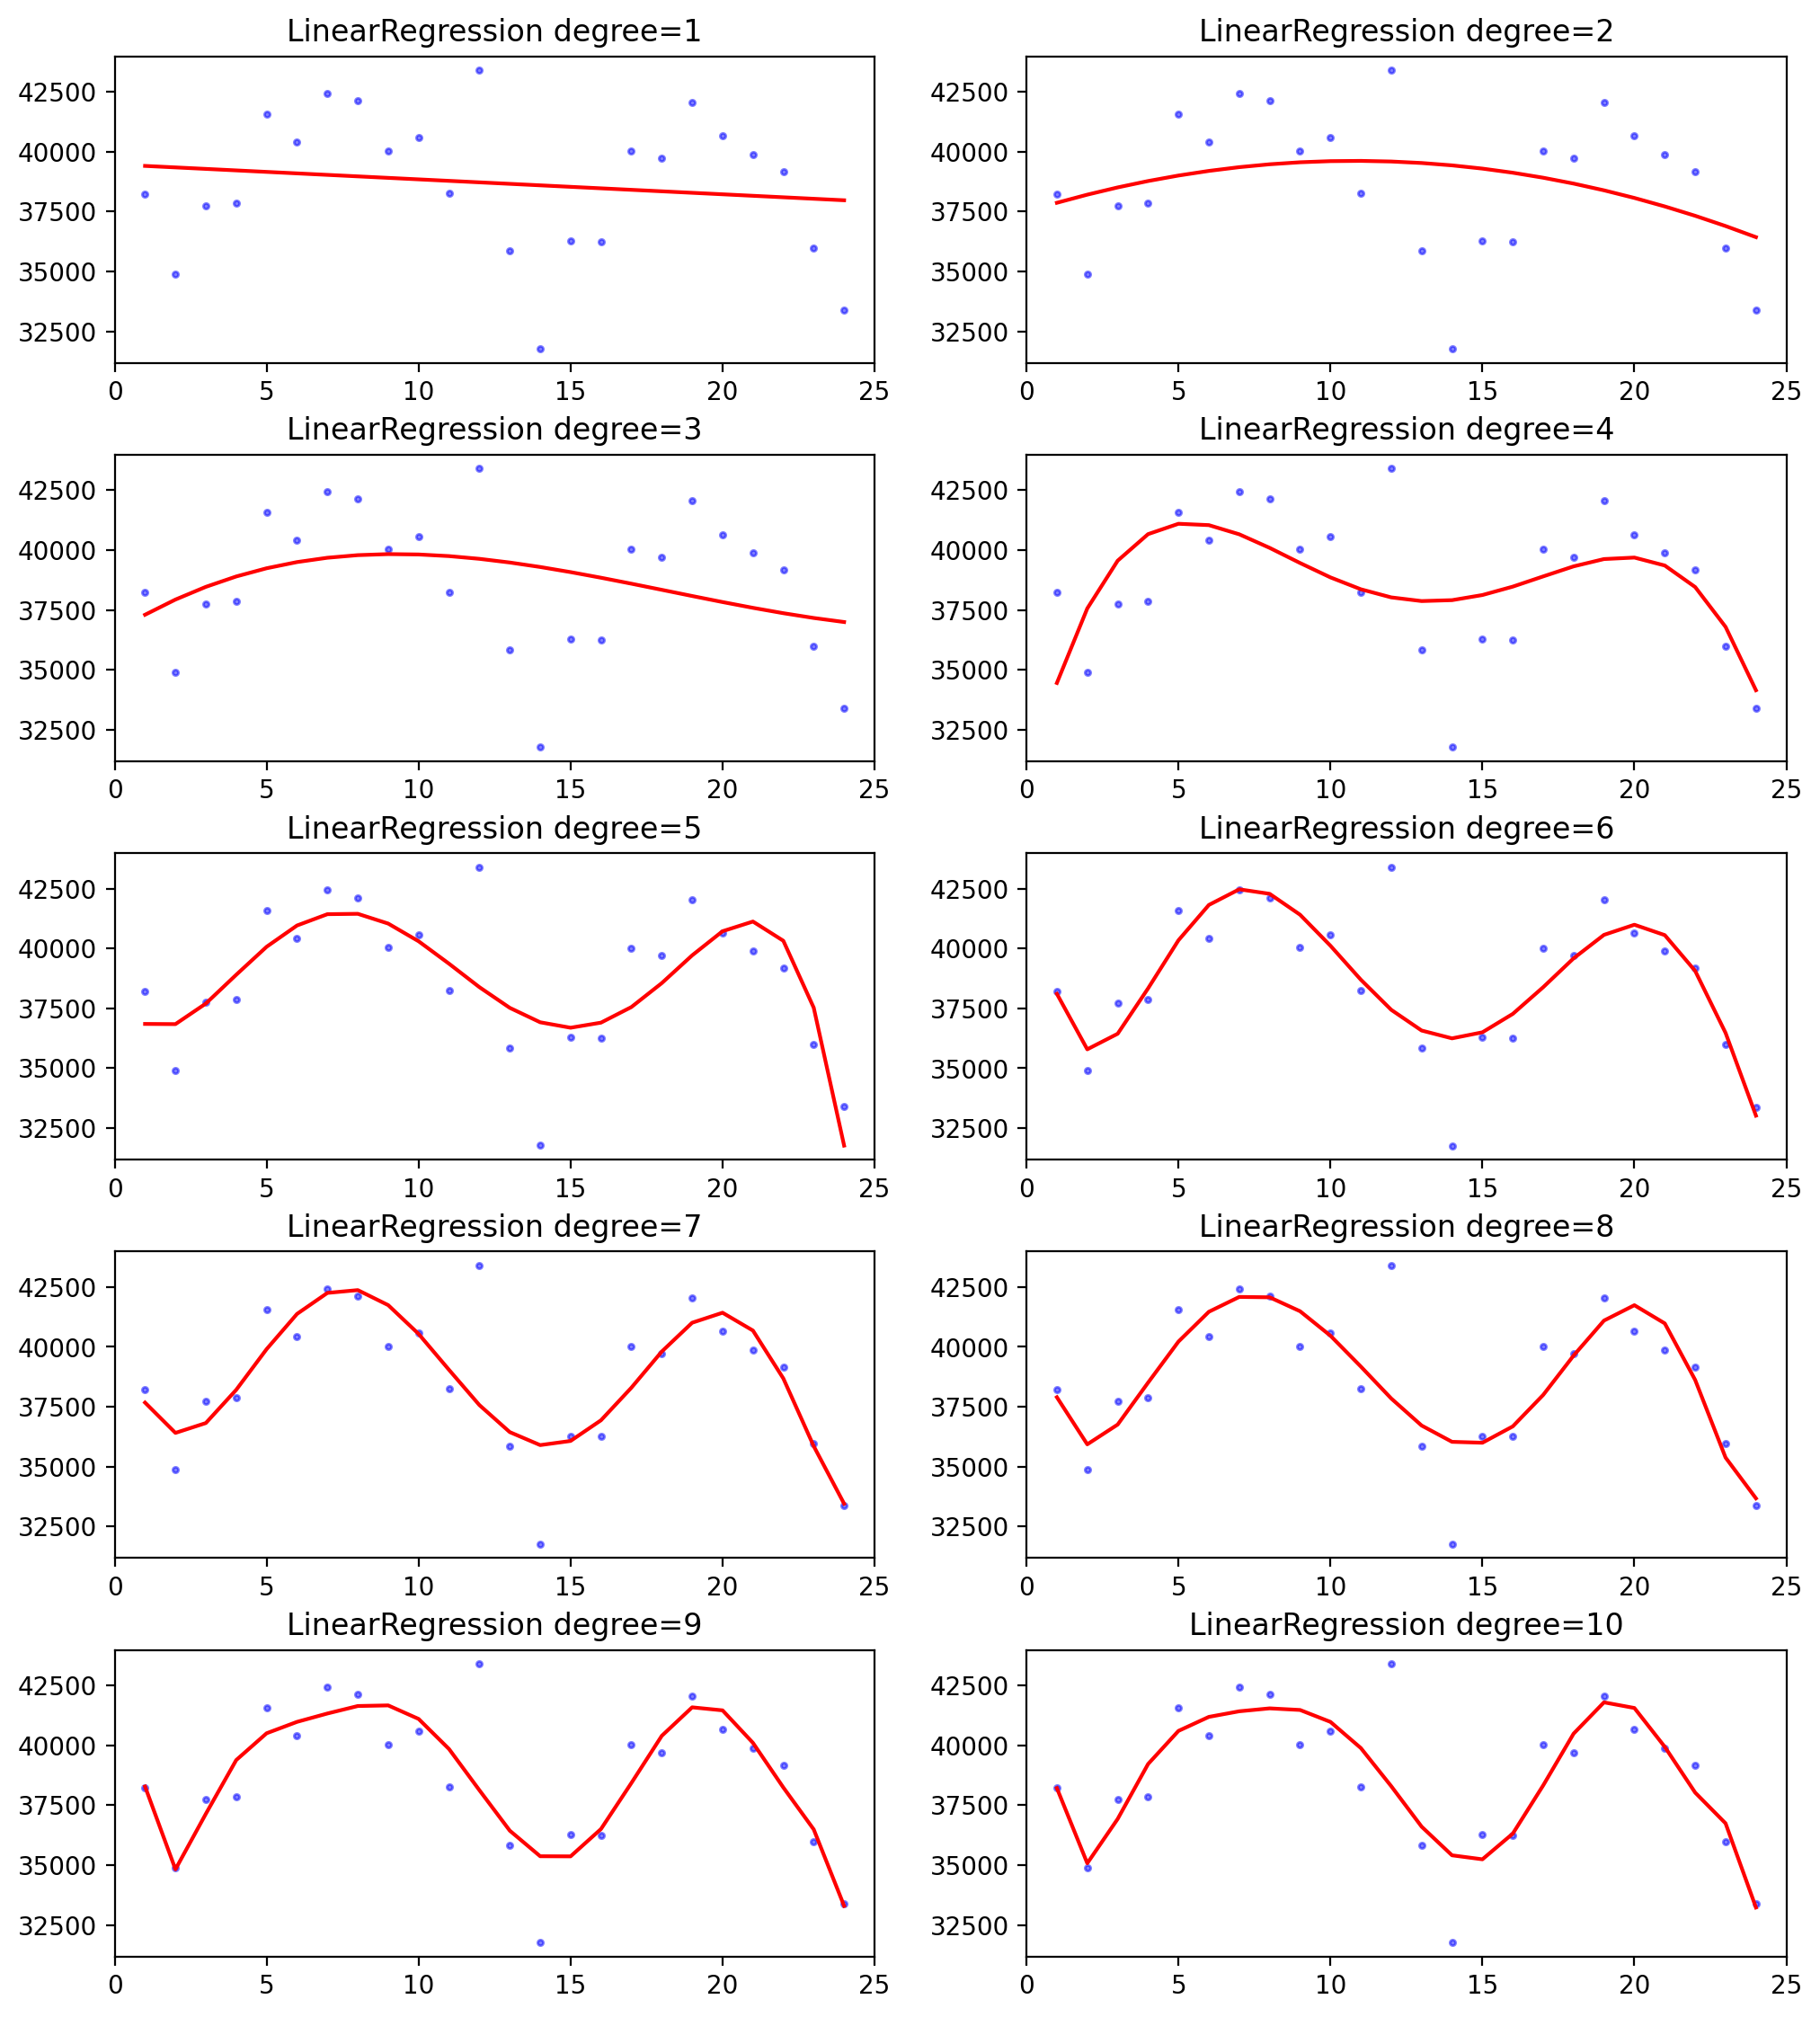 LinearRegression degree=1
LinearRegression degree=2
42500
40000
37500
35000
32500
0 5 10 15 20 25
42500
40000
37500
35000
32500
0 5 10 15 20 25
LinearRegression degree=3
LinearRegression degree=4
42500
40000
37500
35000
32500
0 5 10 15 20 25
42500
40000
37500
35000
32500
0 5 10 15 20 25
LinearRegression degree=5
LinearRegression degree=6
42500
40000
37500
35000
32500
0 5 10 15 20 25
42500
40000
37500
35000
32500
0 5 10 15 20 25
LinearRegression degree=7
LinearRegression degree=8
42500
40000
37500
35000
32500
0 5 10 15 20 25
42500
40000
37500
35000
32500
0 5 10 15 20 25
LinearRegression degree=9
LinearRegression degree=10
42500
40000
37500
35000
32500
0 5 10 15 20 25
42500
40000
37500
35000
32500
0 5 10 15 20 25